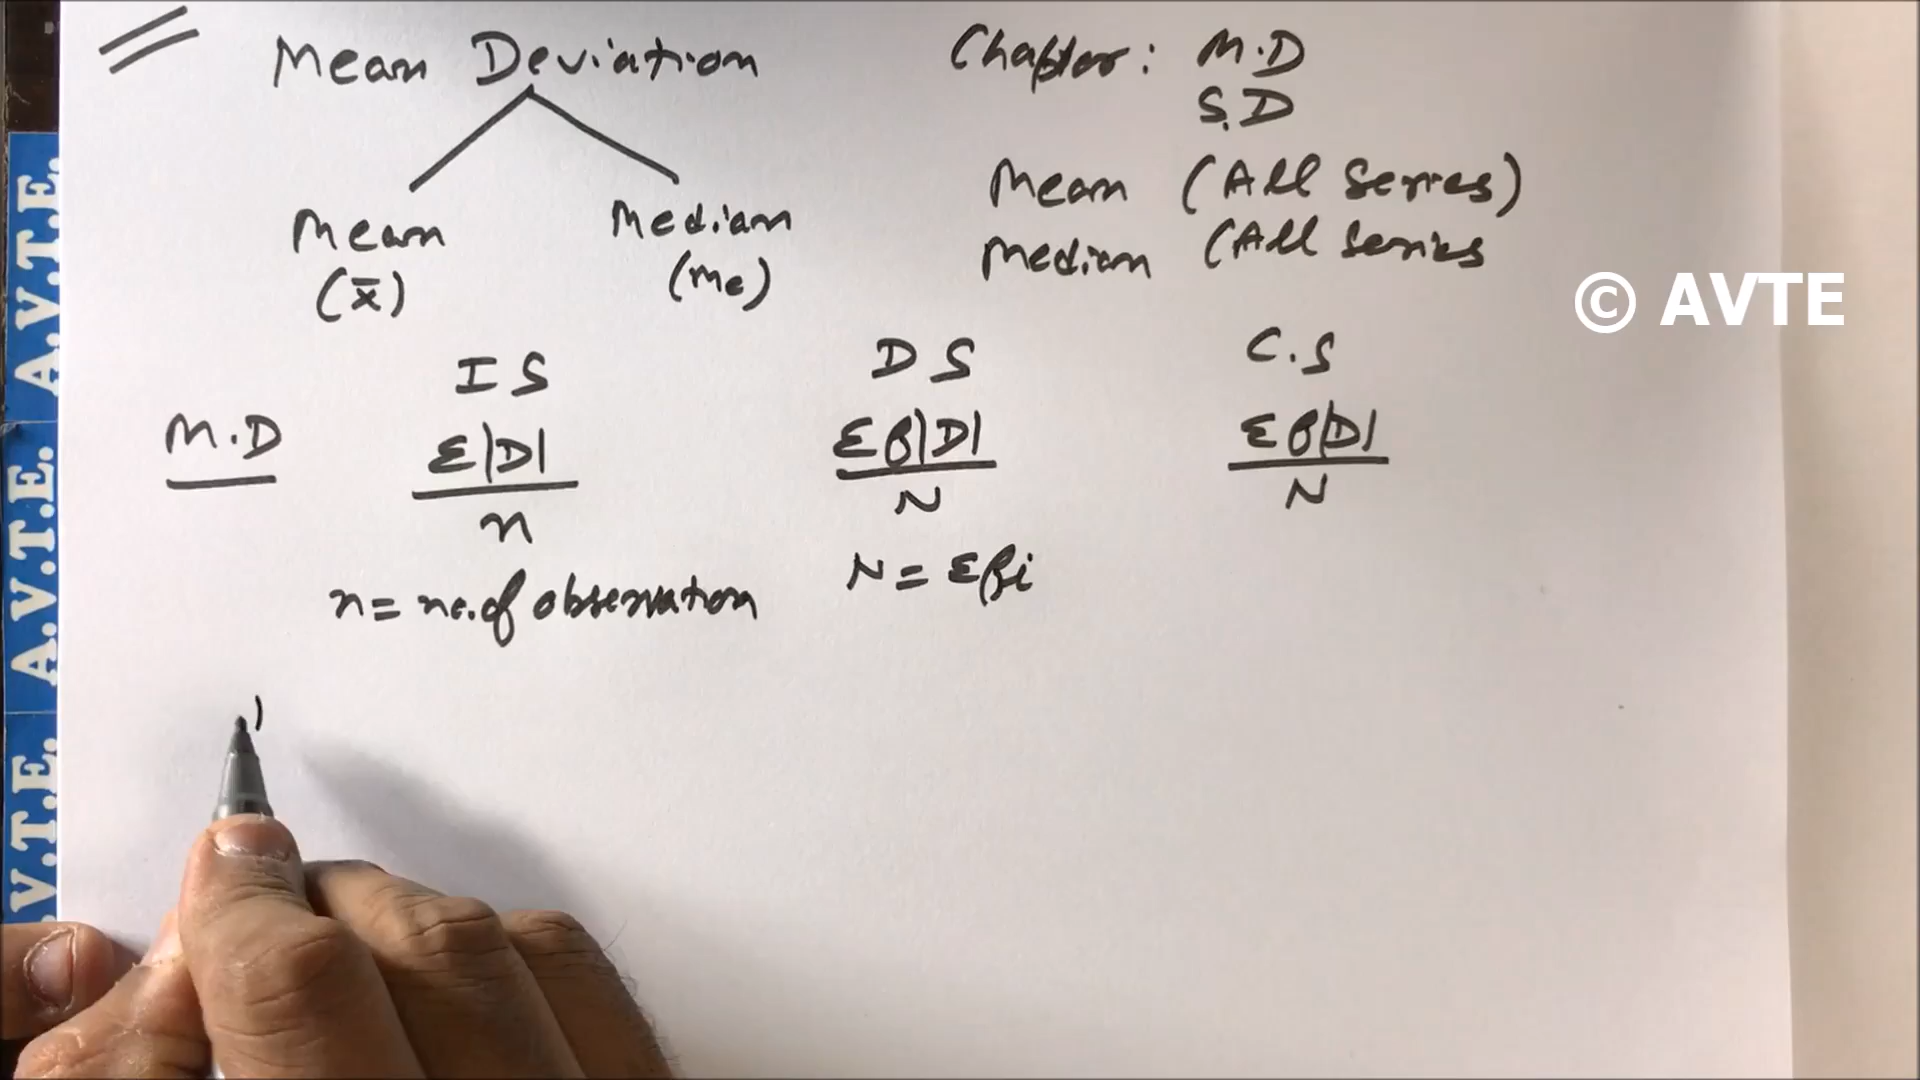 Mean Deviation
Chapter: M.D
S.D
Mean (All Series)
Median (All Series
Mean
(x̄)
Median
(Me)
I S
D S
C.S
M.D
Σ|D|
n
Σf|D|
N
Σf|D|
N
n = no. of observation
N = Σfi
© AVTE
A.V.T.E.
A.V.T.E.
A.V.T.E.